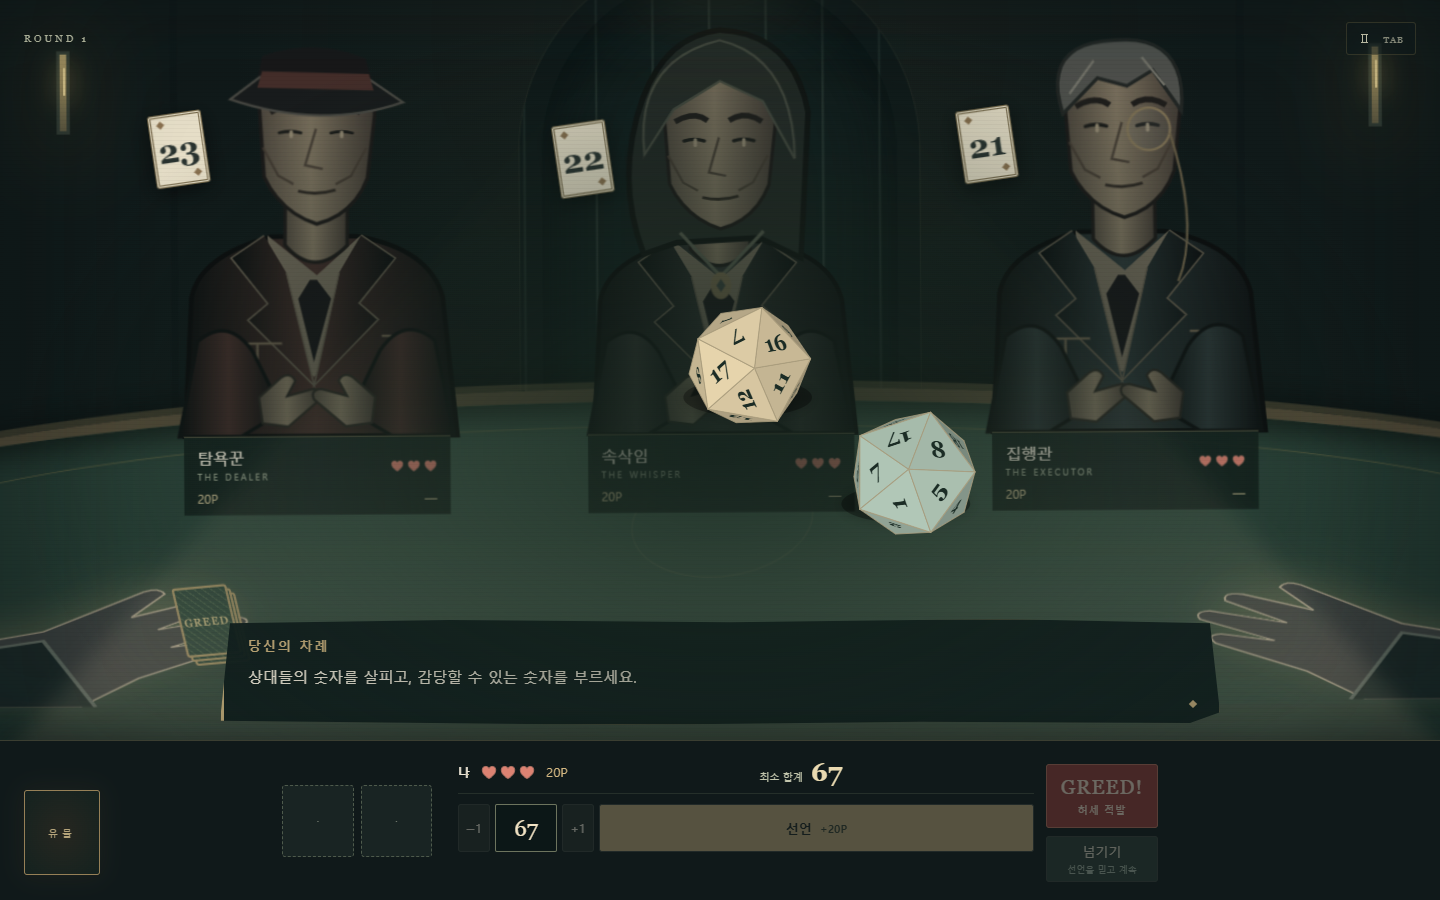 ROUND 1
II TAB
23
22
21
7
16
17
11
12
17
8
7
5
1
탐욕꾼
THE DEALER
20P
—
속삭임
THE WHISPER
20P
—
집행관
THE EXECUTOR
20P
—
GREED
당신의 차례
상대들의 숫자를 살피고, 감당할 수 있는 숫자를 부르세요.
나 20P
최소 합계 67
−1 67 +1
선언 +20P
GREED!
허세 적발
넘기기
선언을 믿고 계속
유물